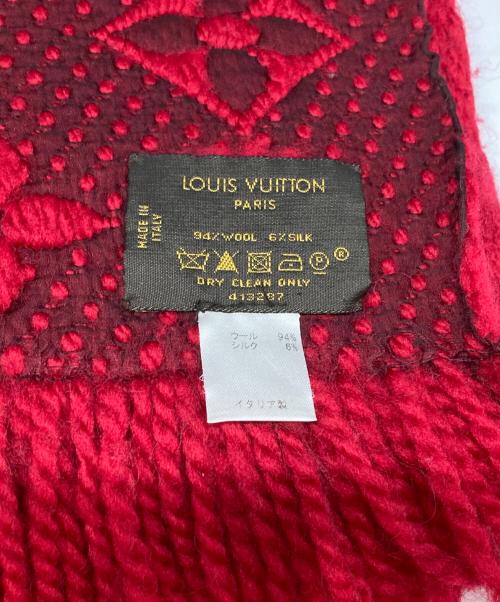 LOUIS VUITTON
PARIS
MADE IN
ITALY
94%WOOL 6%SILK
P ®
DRY CLEAN ONLY
413287
ウール 94%
シルク 6%
イタリア製